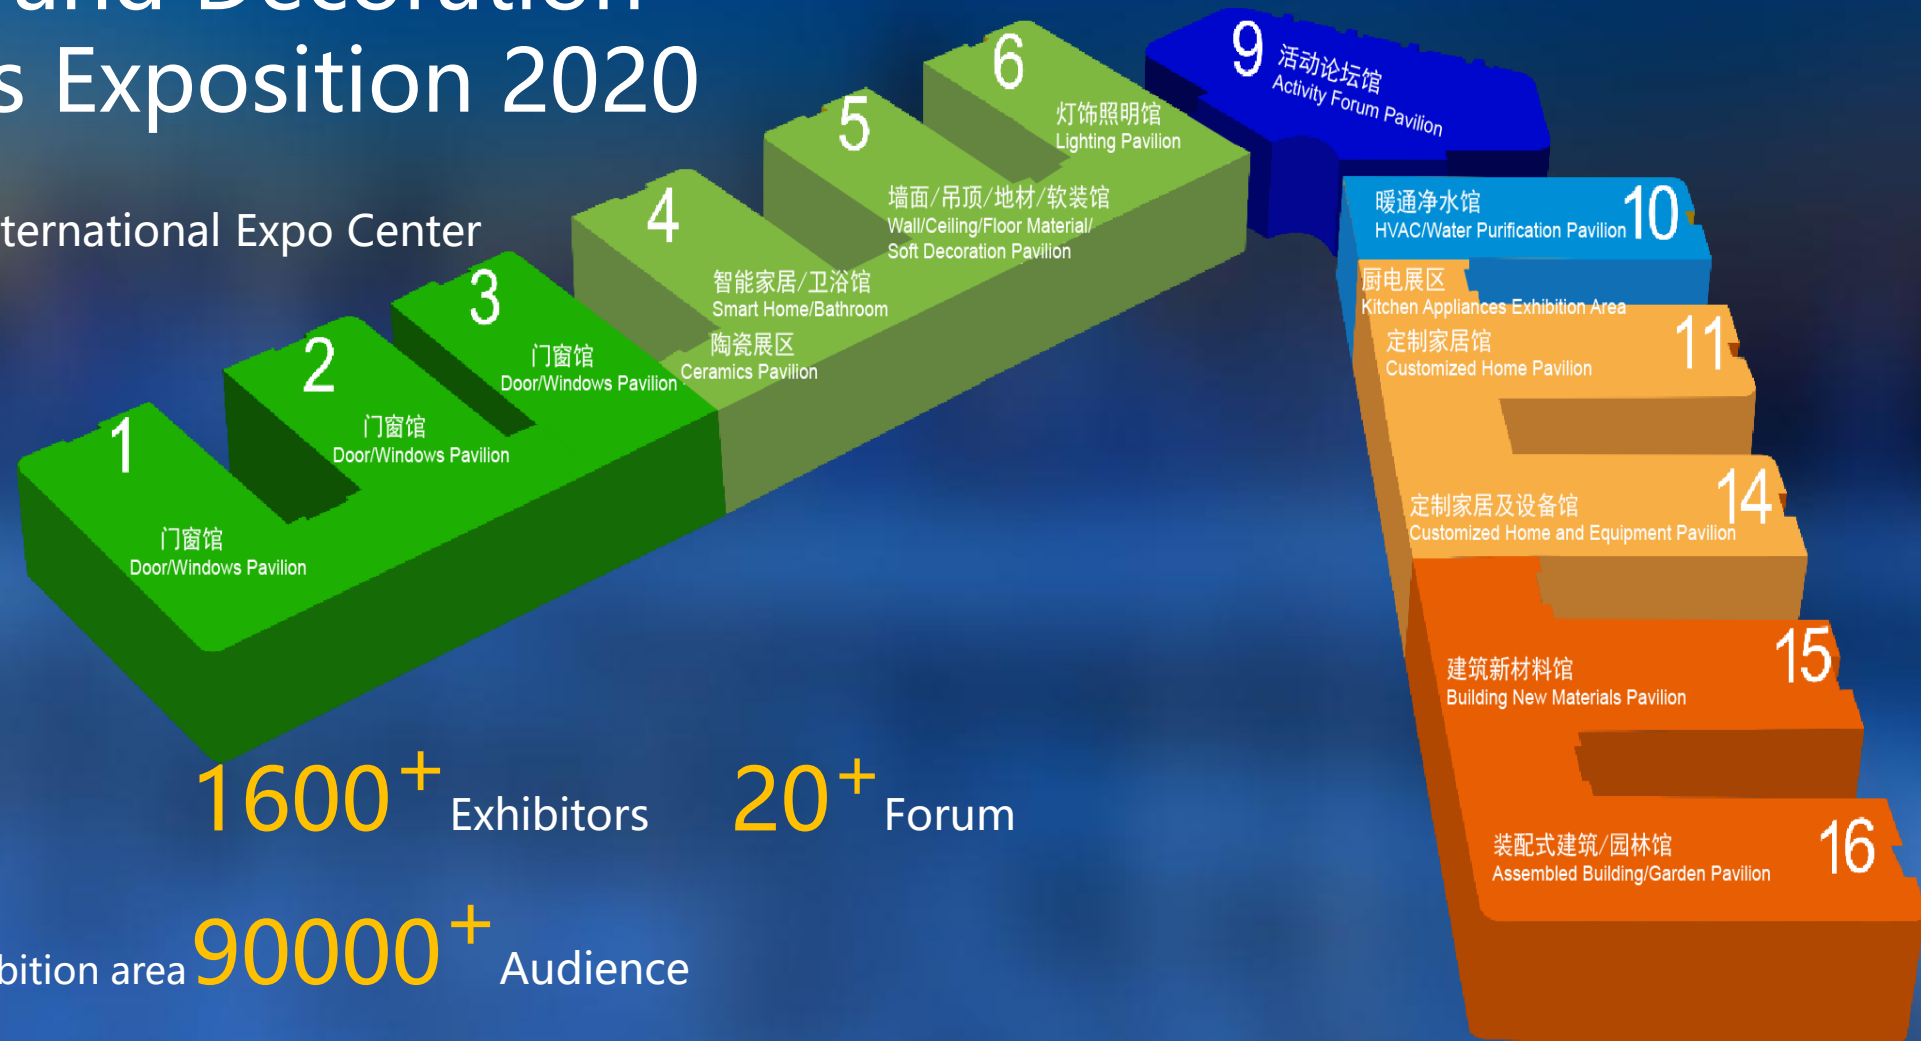 and Decoration
s Exposition 2020
ternational Expo Center
1
门窗馆
Door/Windows Pavilion
2
门窗馆
Door/Windows Pavilion
3
门窗馆
Door/Windows Pavilion
4
智能家居/卫浴馆
Smart Home/Bathroom
陶瓷展区
Ceramics Pavilion
5
墙面/吊顶/地材/软装馆
Wall/Ceiling/Floor Material/
Soft Decoration Pavilion
6
灯饰照明馆
Lighting Pavilion
9
活动论坛馆
Activity Forum Pavilion
10
暖通净水馆
HVAC/Water Purification Pavilion
厨电展区
Kitchen Appliances Exhibition Area
11
定制家居馆
Customized Home Pavilion
14
定制家居及设备馆
Customized Home and Equipment Pavilion
15
建筑新材料馆
Building New Materials Pavilion
16
装配式建筑/园林馆
Assembled Building/Garden Pavilion
1600+ Exhibitors 20+ Forum
bition area 90000+ Audience